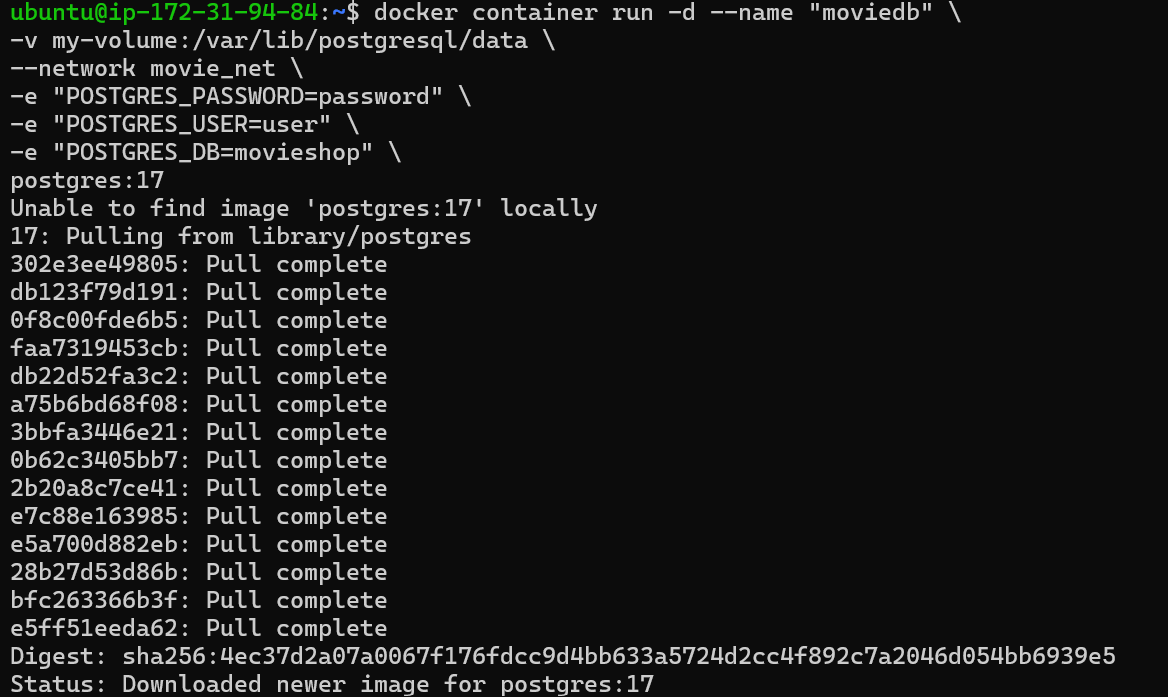 ubuntu@ip-172-31-94-84:~$ docker container run -d --name "moviedb" \
-v my-volume:/var/lib/postgresql/data \
--network movie_net \
-e "POSTGRES_PASSWORD=password" \
-e "POSTGRES_USER=user" \
-e "POSTGRES_DB=movieshop" \
postgres:17
Unable to find image 'postgres:17' locally
17: Pulling from library/postgres
302e3ee49805: Pull complete
db123f79d191: Pull complete
0f8c00fde6b5: Pull complete
faa7319453cb: Pull complete
db22d52fa3c2: Pull complete
a75b6bd68f08: Pull complete
3bbfa3446e21: Pull complete
0b62c3405bb7: Pull complete
2b20a8c7ce41: Pull complete
e7c88e163985: Pull complete
e5a700d882eb: Pull complete
28b27d53d86b: Pull complete
bfc263366b3f: Pull complete
e5ff51eeda62: Pull complete
Digest: sha256:4ec37d2a07a0067f176fdcc9d4bb633a5724d2cc4f892c7a2046d054bb6939e5
Status: Downloaded newer image for postgres:17